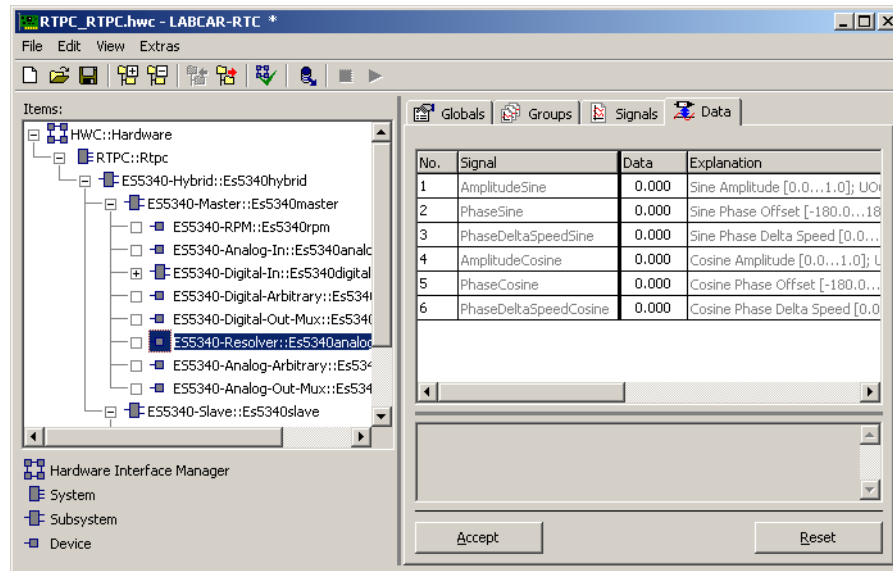 RTPC_RTPC.hwc - LABCAR-RTC *
File Edit View Extras
Items:
HWC::Hardware
RTPC::Rtpc
ES5340-Hybrid::Es5340hybrid
ES5340-Master::Es5340master
ES5340-RPM::Es5340rpm
ES5340-Analog-In::Es5340analc
ES5340-Digital-In::Es5340digital
ES5340-Digital-Arbitrary::Es534
ES5340-Digital-Out-Mux::Es534
ES5340-Resolver::Es5340analog
ES5340-Analog-Arbitrary::Es534
ES5340-Analog-Out-Mux::Es534
ES5340-Slave::Es5340slave
Hardware Interface Manager
System
Subsystem
Device
Globals Groups Signals Data
No. Signal Data Explanation
1 AmplitudeSine 0.000 Sine Amplitude [0.0...1.0]; UO
2 PhaseSine 0.000 Sine Phase Offset [-180.0...18
3 PhaseDeltaSpeedSine 0.000 Sine Phase Delta Speed [0.0...
4 AmplitudeCosine 0.000 Cosine Amplitude [0.0...1.0]; U
5 PhaseCosine 0.000 Cosine Phase Offset [-180.0...
6 PhaseDeltaSpeedCosine 0.000 Cosine Phase Delta Speed [0.0
Accept Reset